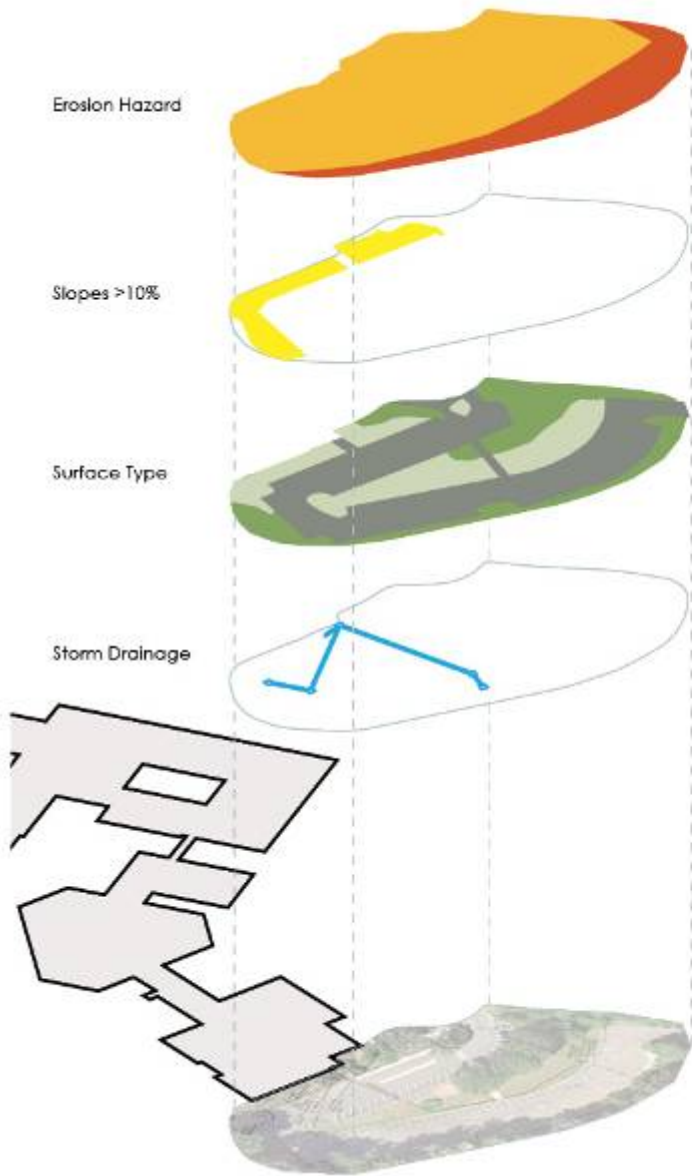 Erosion Hazard
Slopes >10%
Surface Type
Storm Drainage